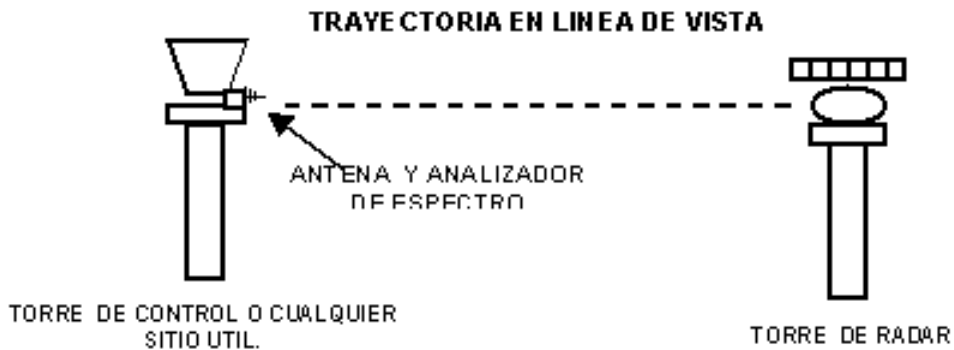 TRAYECTORIA EN LINEA DE VISTA
ANTENA Y ANALIZADOR
DE ESPECTRO
TORRE DE CONTROL O CUALQUIER
SITIO UTIL.
TORRE DE RADAR